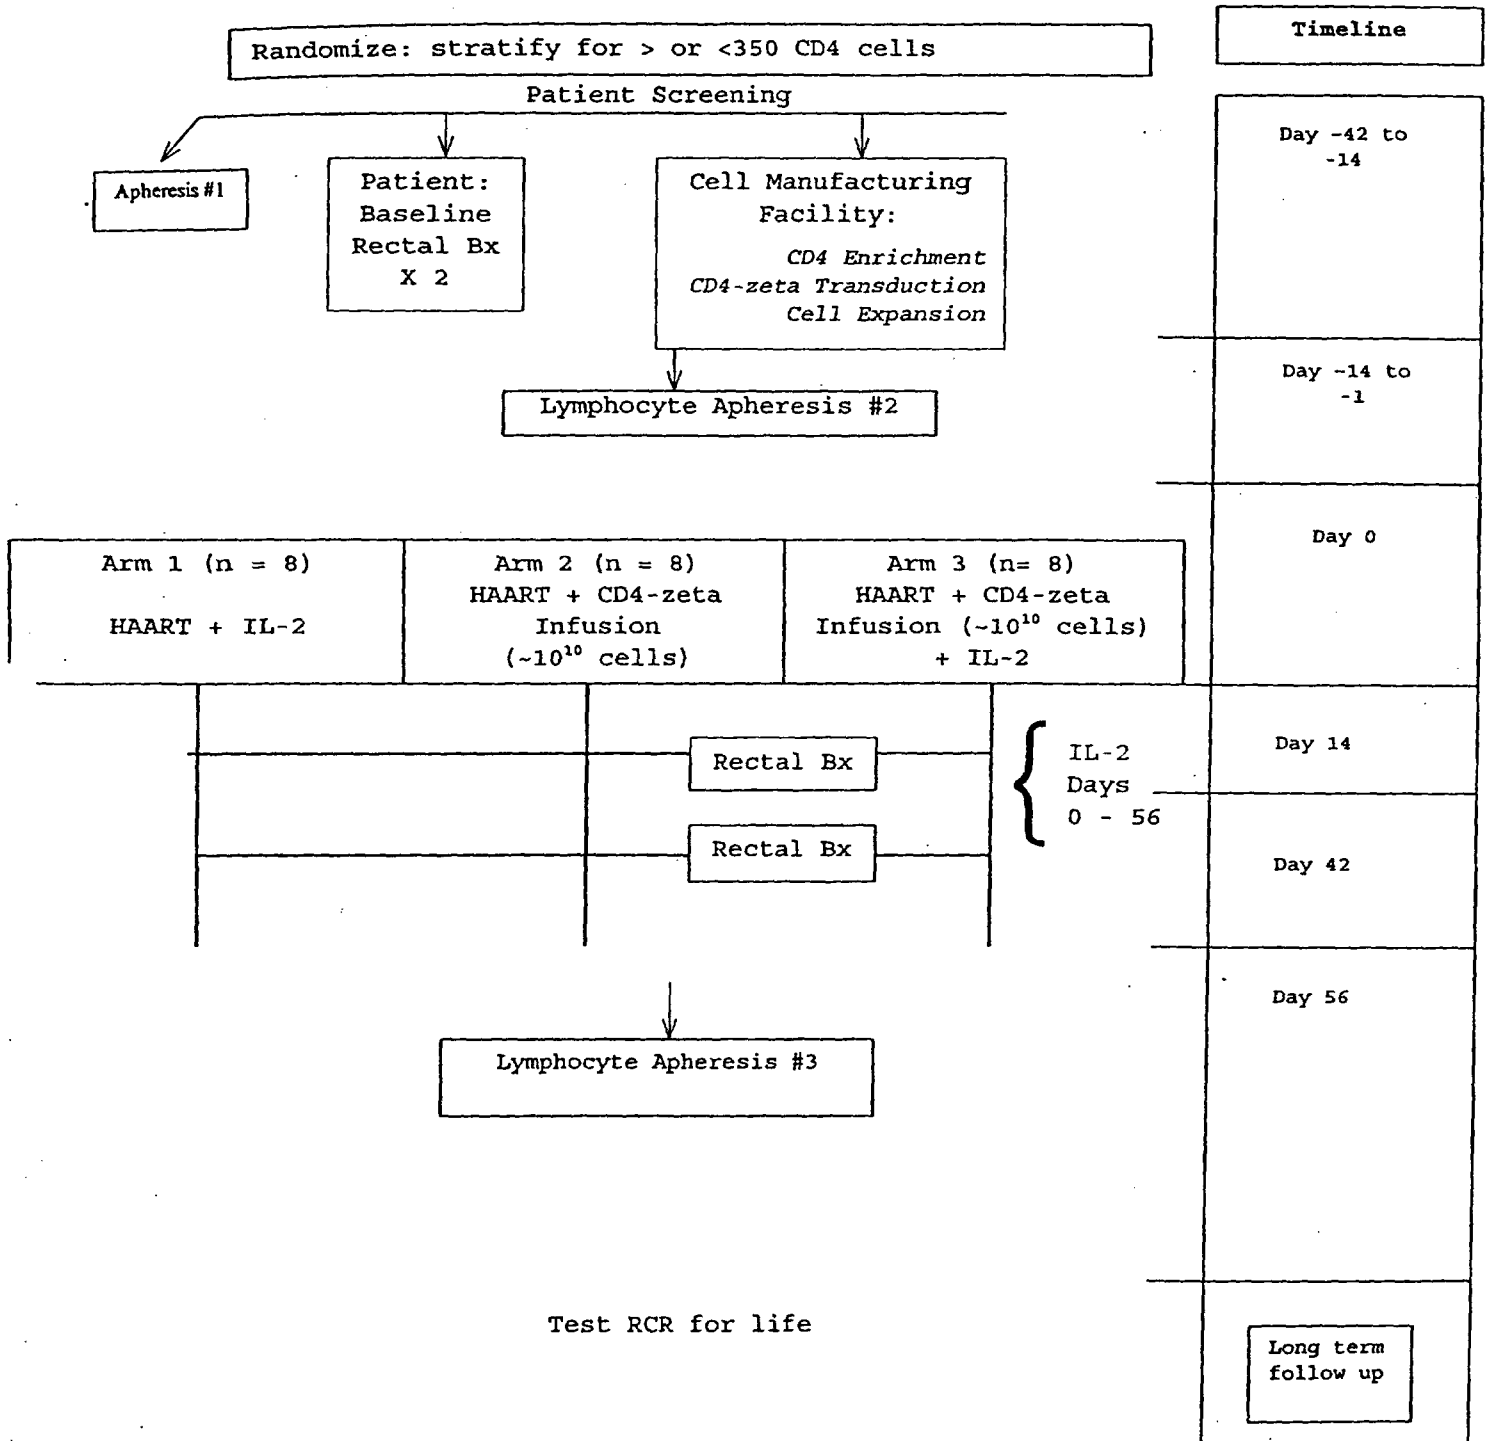 Randomize: stratify for > or <350 CD4 cells
Timeline
Patient Screening
Day -42 to
-14
Apheresis #1
Patient:
Baseline
Rectal Bx
X 2
Cell Manufacturing
Facility:
CD4 Enrichment
CD4-zeta Transduction
Cell Expansion
Day -14 to
-1
Lymphocyte Apheresis #2
Day 0
Arm 1 (n = 8)
HAART + IL-2
Arm 2 (n = 8)
HAART + CD4-zeta
Infusion
(~10¹⁰ cells)
Arm 3 (n= 8)
HAART + CD4-zeta
Infusion (~10¹⁰ cells)
+ IL-2
Rectal Bx
IL-2
Days
0 - 56
Day 14
Rectal Bx
Day 42
Day 56
Lymphocyte Apheresis #3
Test RCR for life
Long term
follow up